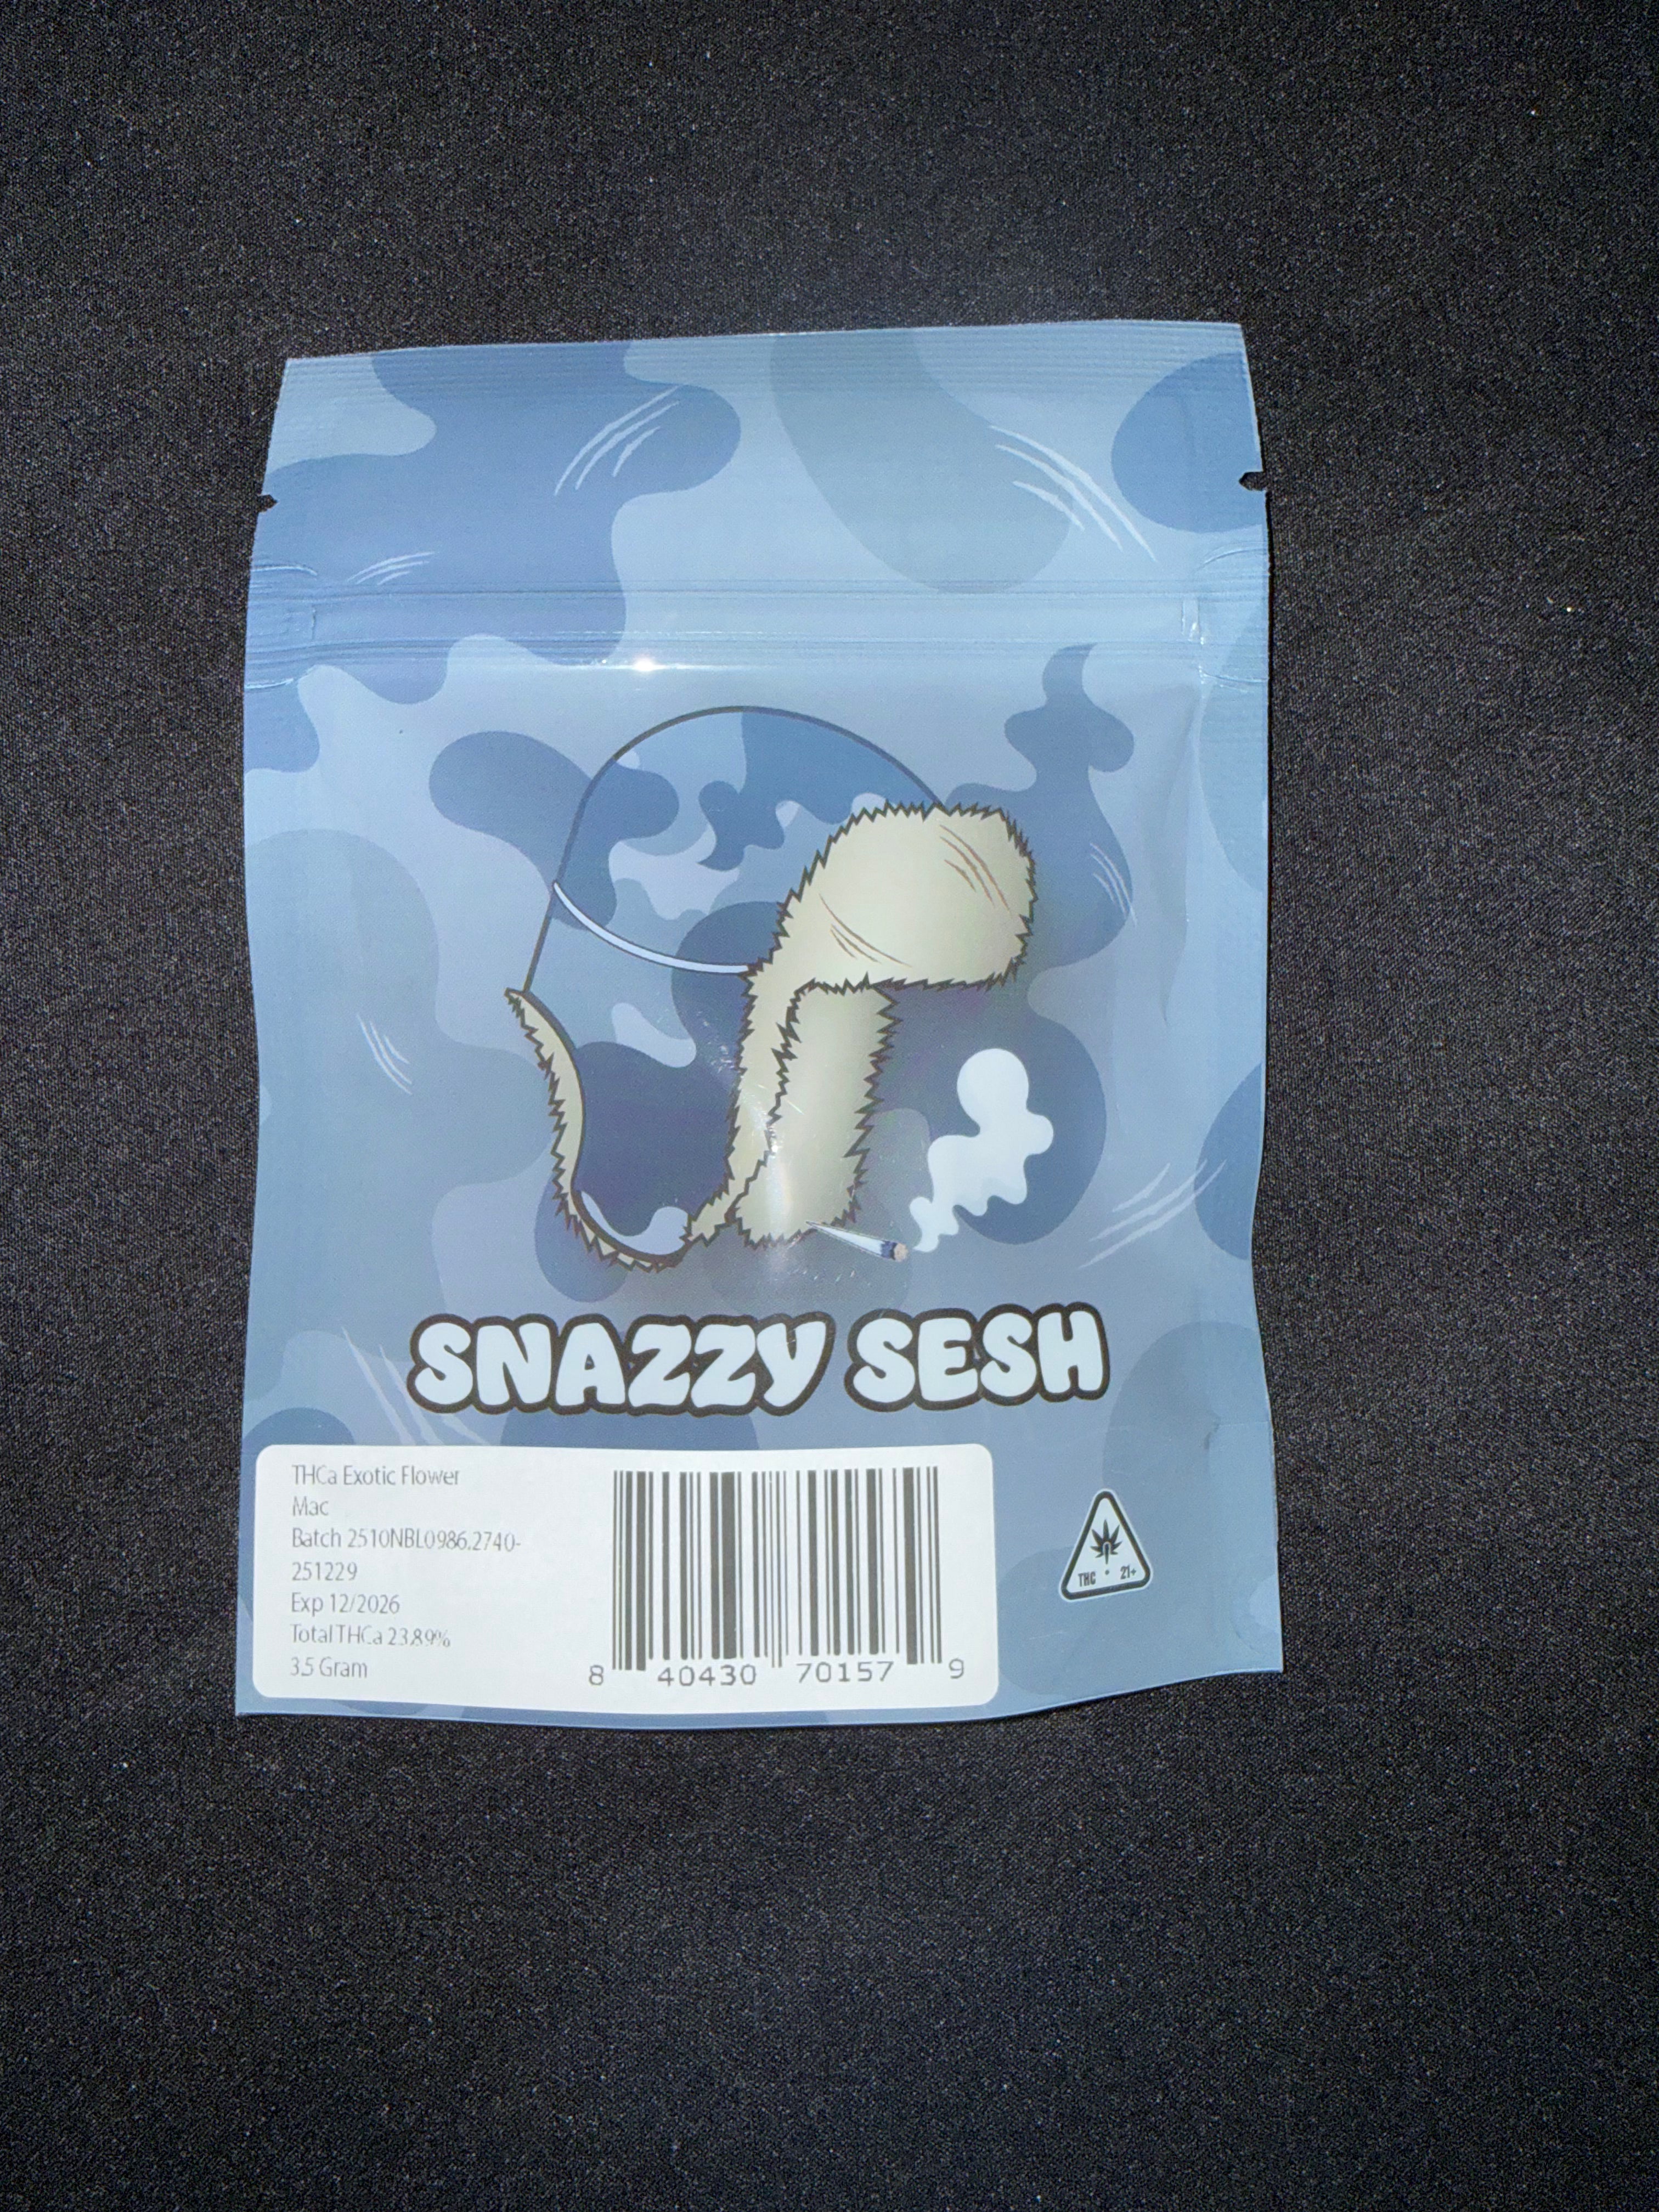 SNAZZY SESH
THCa Exotic Flower
Mac
Batch 2510NBL0986.2740-
251229
Exp 12/2026
Total THCa 23.89%
3.5 Gram
8 40430 70157 9
THC • 21+